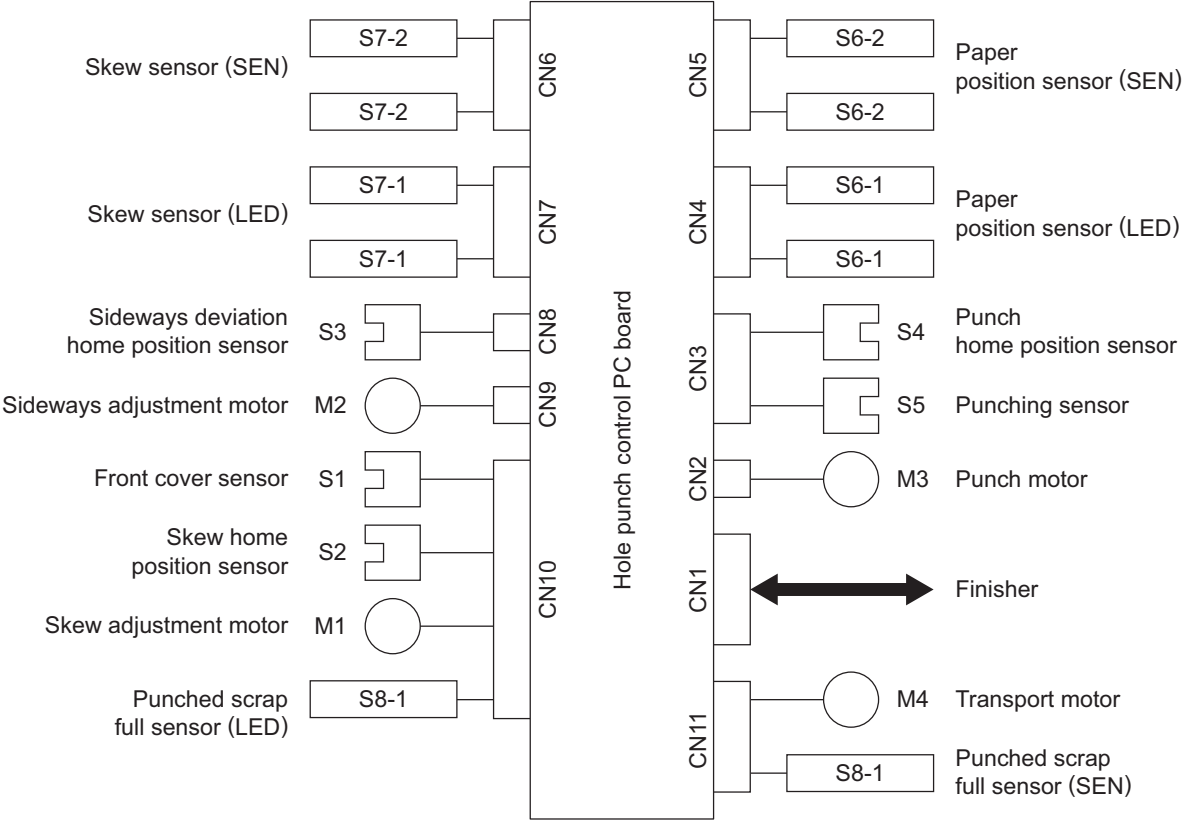 S7-2
Skew sensor (SEN)
S7-2
CN6
S7-1
Skew sensor (LED)
S7-1
CN7
Sideways deviation
home position sensor
S3
CN8
Sideways adjustment motor
M2
CN9
Front cover sensor
S1
Skew home
position sensor
S2
Skew adjustment motor
M1
Punched scrap
full sensor (LED)
S8-1
CN10
Hole punch control PC board
CN5
S6-2
S6-2
Paper
position sensor (SEN)
CN4
S6-1
S6-1
Paper
position sensor (LED)
CN3
S4
Punch
home position sensor
S5
Punching sensor
CN2
M3
Punch motor
CN1
Finisher
CN11
M4
Transport motor
S8-1
Punched scrap
full sensor (SEN)